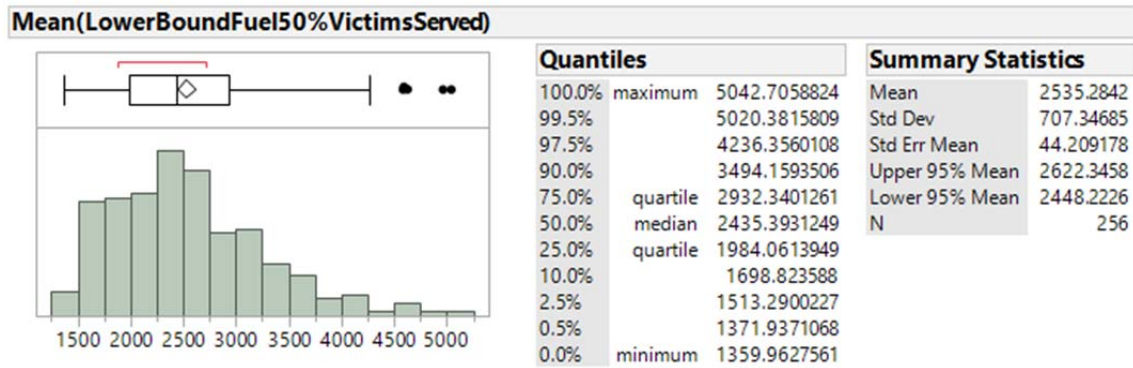 Mean(LowerBoundFuel50%VictimsServed)
1500 2000 2500 3000 3500 4000 4500 5000
Quantiles
100.0% maximum 5042.7058824
99.5% 5020.3815809
97.5% 4236.3560108
90.0% 3494.1593506
75.0% quartile 2932.3401261
50.0% median 2435.3931249
25.0% quartile 1984.0613949
10.0% 1698.823588
2.5% 1513.2900227
0.5% 1371.9371068
0.0% minimum 1359.9627561
Summary Statistics
Mean 2535.2842
Std Dev 707.34685
Std Err Mean 44.209178
Upper 95% Mean 2622.3458
Lower 95% Mean 2448.2226
N 256